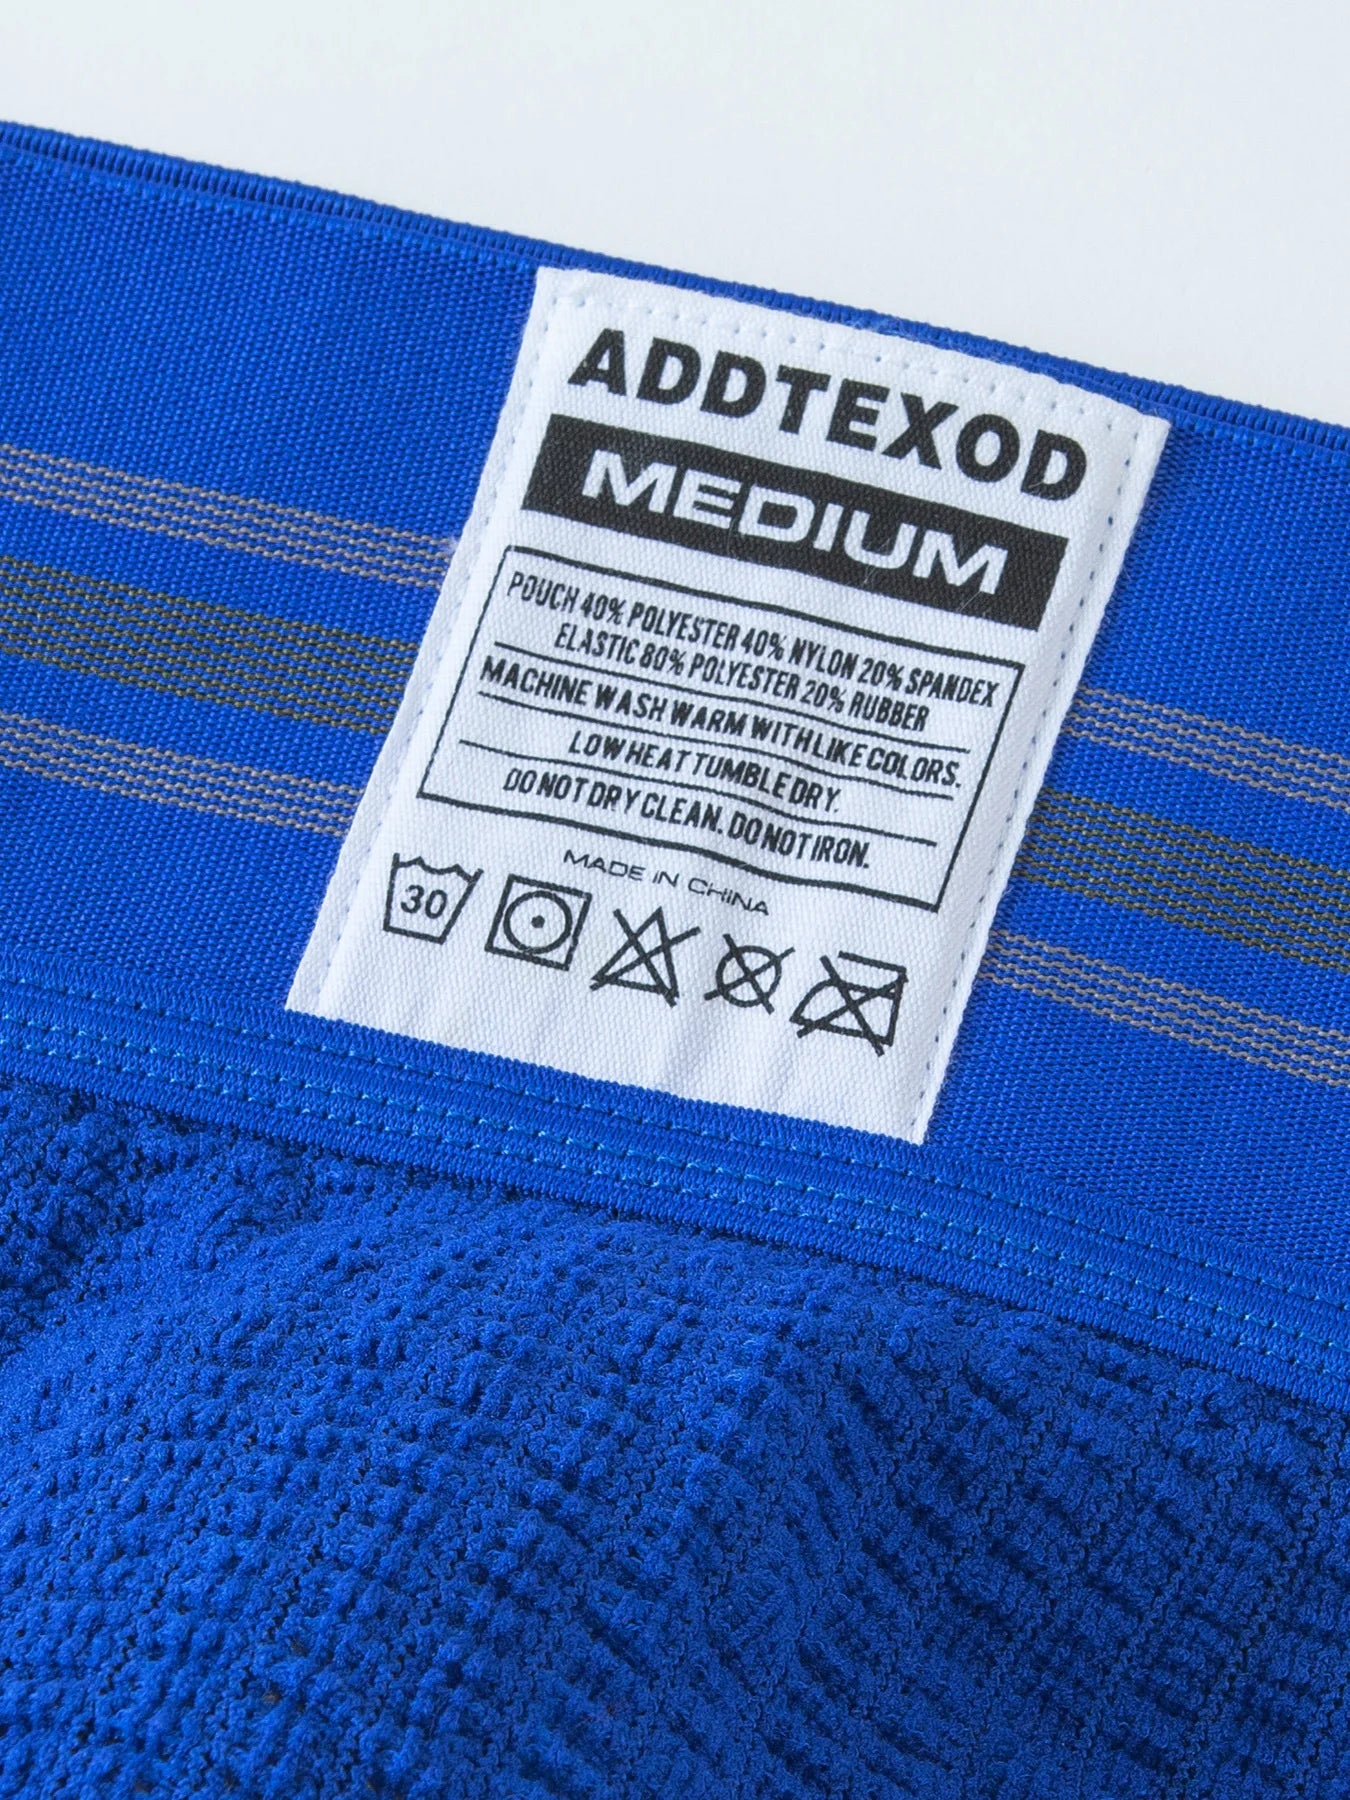 ADDTEXOD
MEDIUM
POUCH 40% POLYESTER 40% NYLON 20% SPANDEX
ELASTIC 80% POLYESTER 20% RUBBER
MACHINE WASH WARM WITH LIKE COLORS.
LOW HEAT TUMBLE DRY.
DO NOT DRY CLEAN. DO NOT IRON.
MADE IN CHINA
30